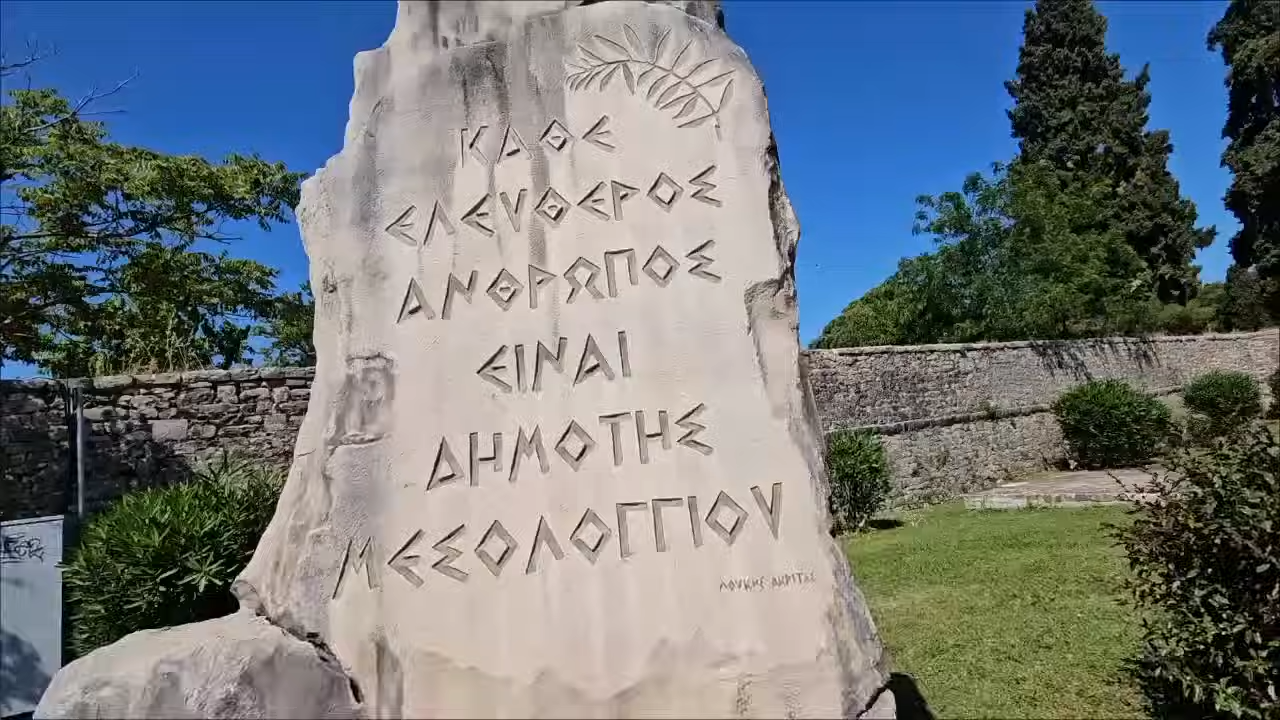 ΚΑΘΕ
ΕΛΕΥΘΕΡΟΣ
ΑΝΘΡΩΠΟΣ
ΕΙΝΑΙ
ΔΗΜΟΤΗΣ
ΜΕΣΟΛΟΓΓΙΟΥ
ΛΟΥΚΗΣ ΑΚΡΙΤΑΣ